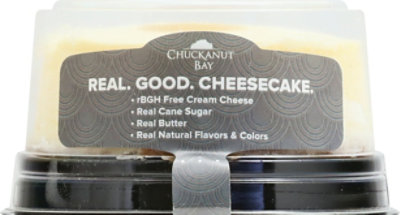 CHUCKANUT
BAY
REAL. GOOD. CHEESECAKE.
• rBGH Free Cream Cheese
• Real Cane Sugar
• Real Butter
• Real Natural Flavors & Colors